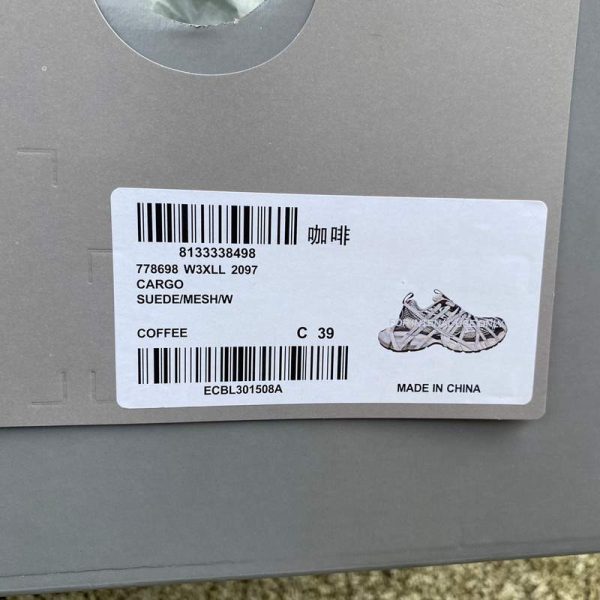 咖啡
8133338498
778698 W3XLL 2097
CARGO
SUEDE/MESH/W
COFFEE C 39
ECBL301508A
MADE IN CHINA